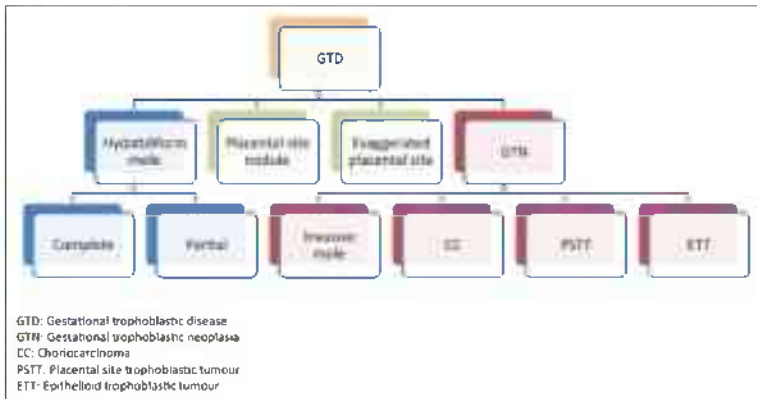 GTD
Hydatidiform
mole
Placental site
nodule
Exaggerated
placental site
GTN
Complete
Partial
Invasive
mole
CC
PSTT
ETT
GTD: Gestational trophoblastic disease
GTN: Gestational trophoblastic neoplasia
CC: Choriocarcinoma
PSTT: Placental site trophoblastic tumour
ETT: Epithelloid trophoblastic tumour